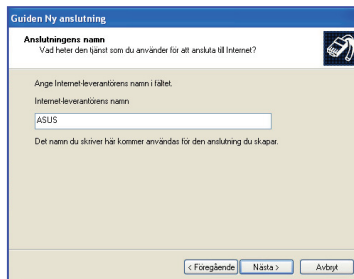 Guiden Ny anslutning
Anslutningens namn
Vad heter den tjänst som du använder för att ansluta till Internet?
Ange Internet-leverantörens namn i fältet.
Internet-leverantörens namn
ASUS
Det namn du skriver här kommer användas för den anslutning du skapar.
< Föregående Nästa > Avbryt